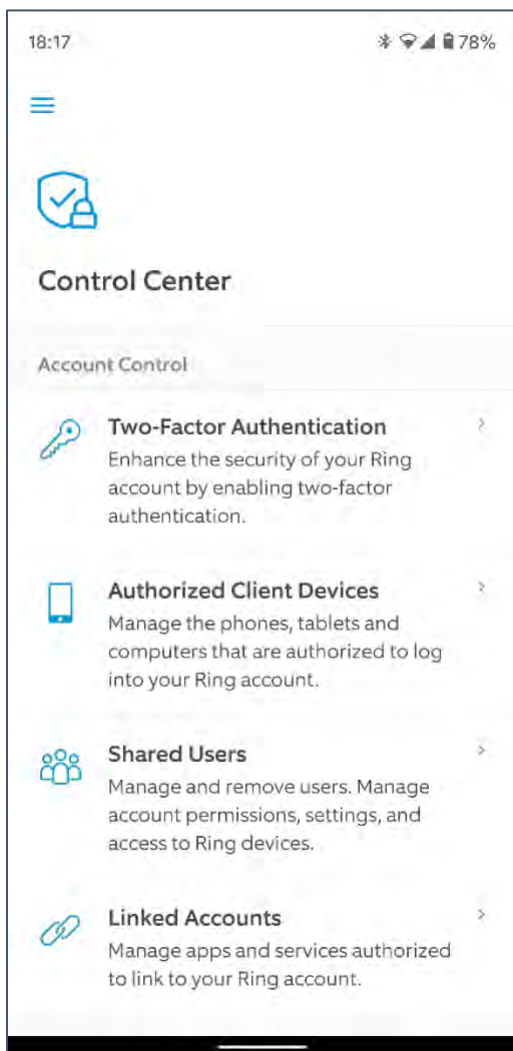 18:17 78%
Control Center
Account Control
Two-Factor Authentication
Enhance the security of your Ring
account by enabling two-factor
authentication.
Authorized Client Devices
Manage the phones, tablets and
computers that are authorized to log
into your Ring account.
Shared Users
Manage and remove users. Manage
account permissions, settings, and
access to Ring devices.
Linked Accounts
Manage apps and services authorized
to link to your Ring account.